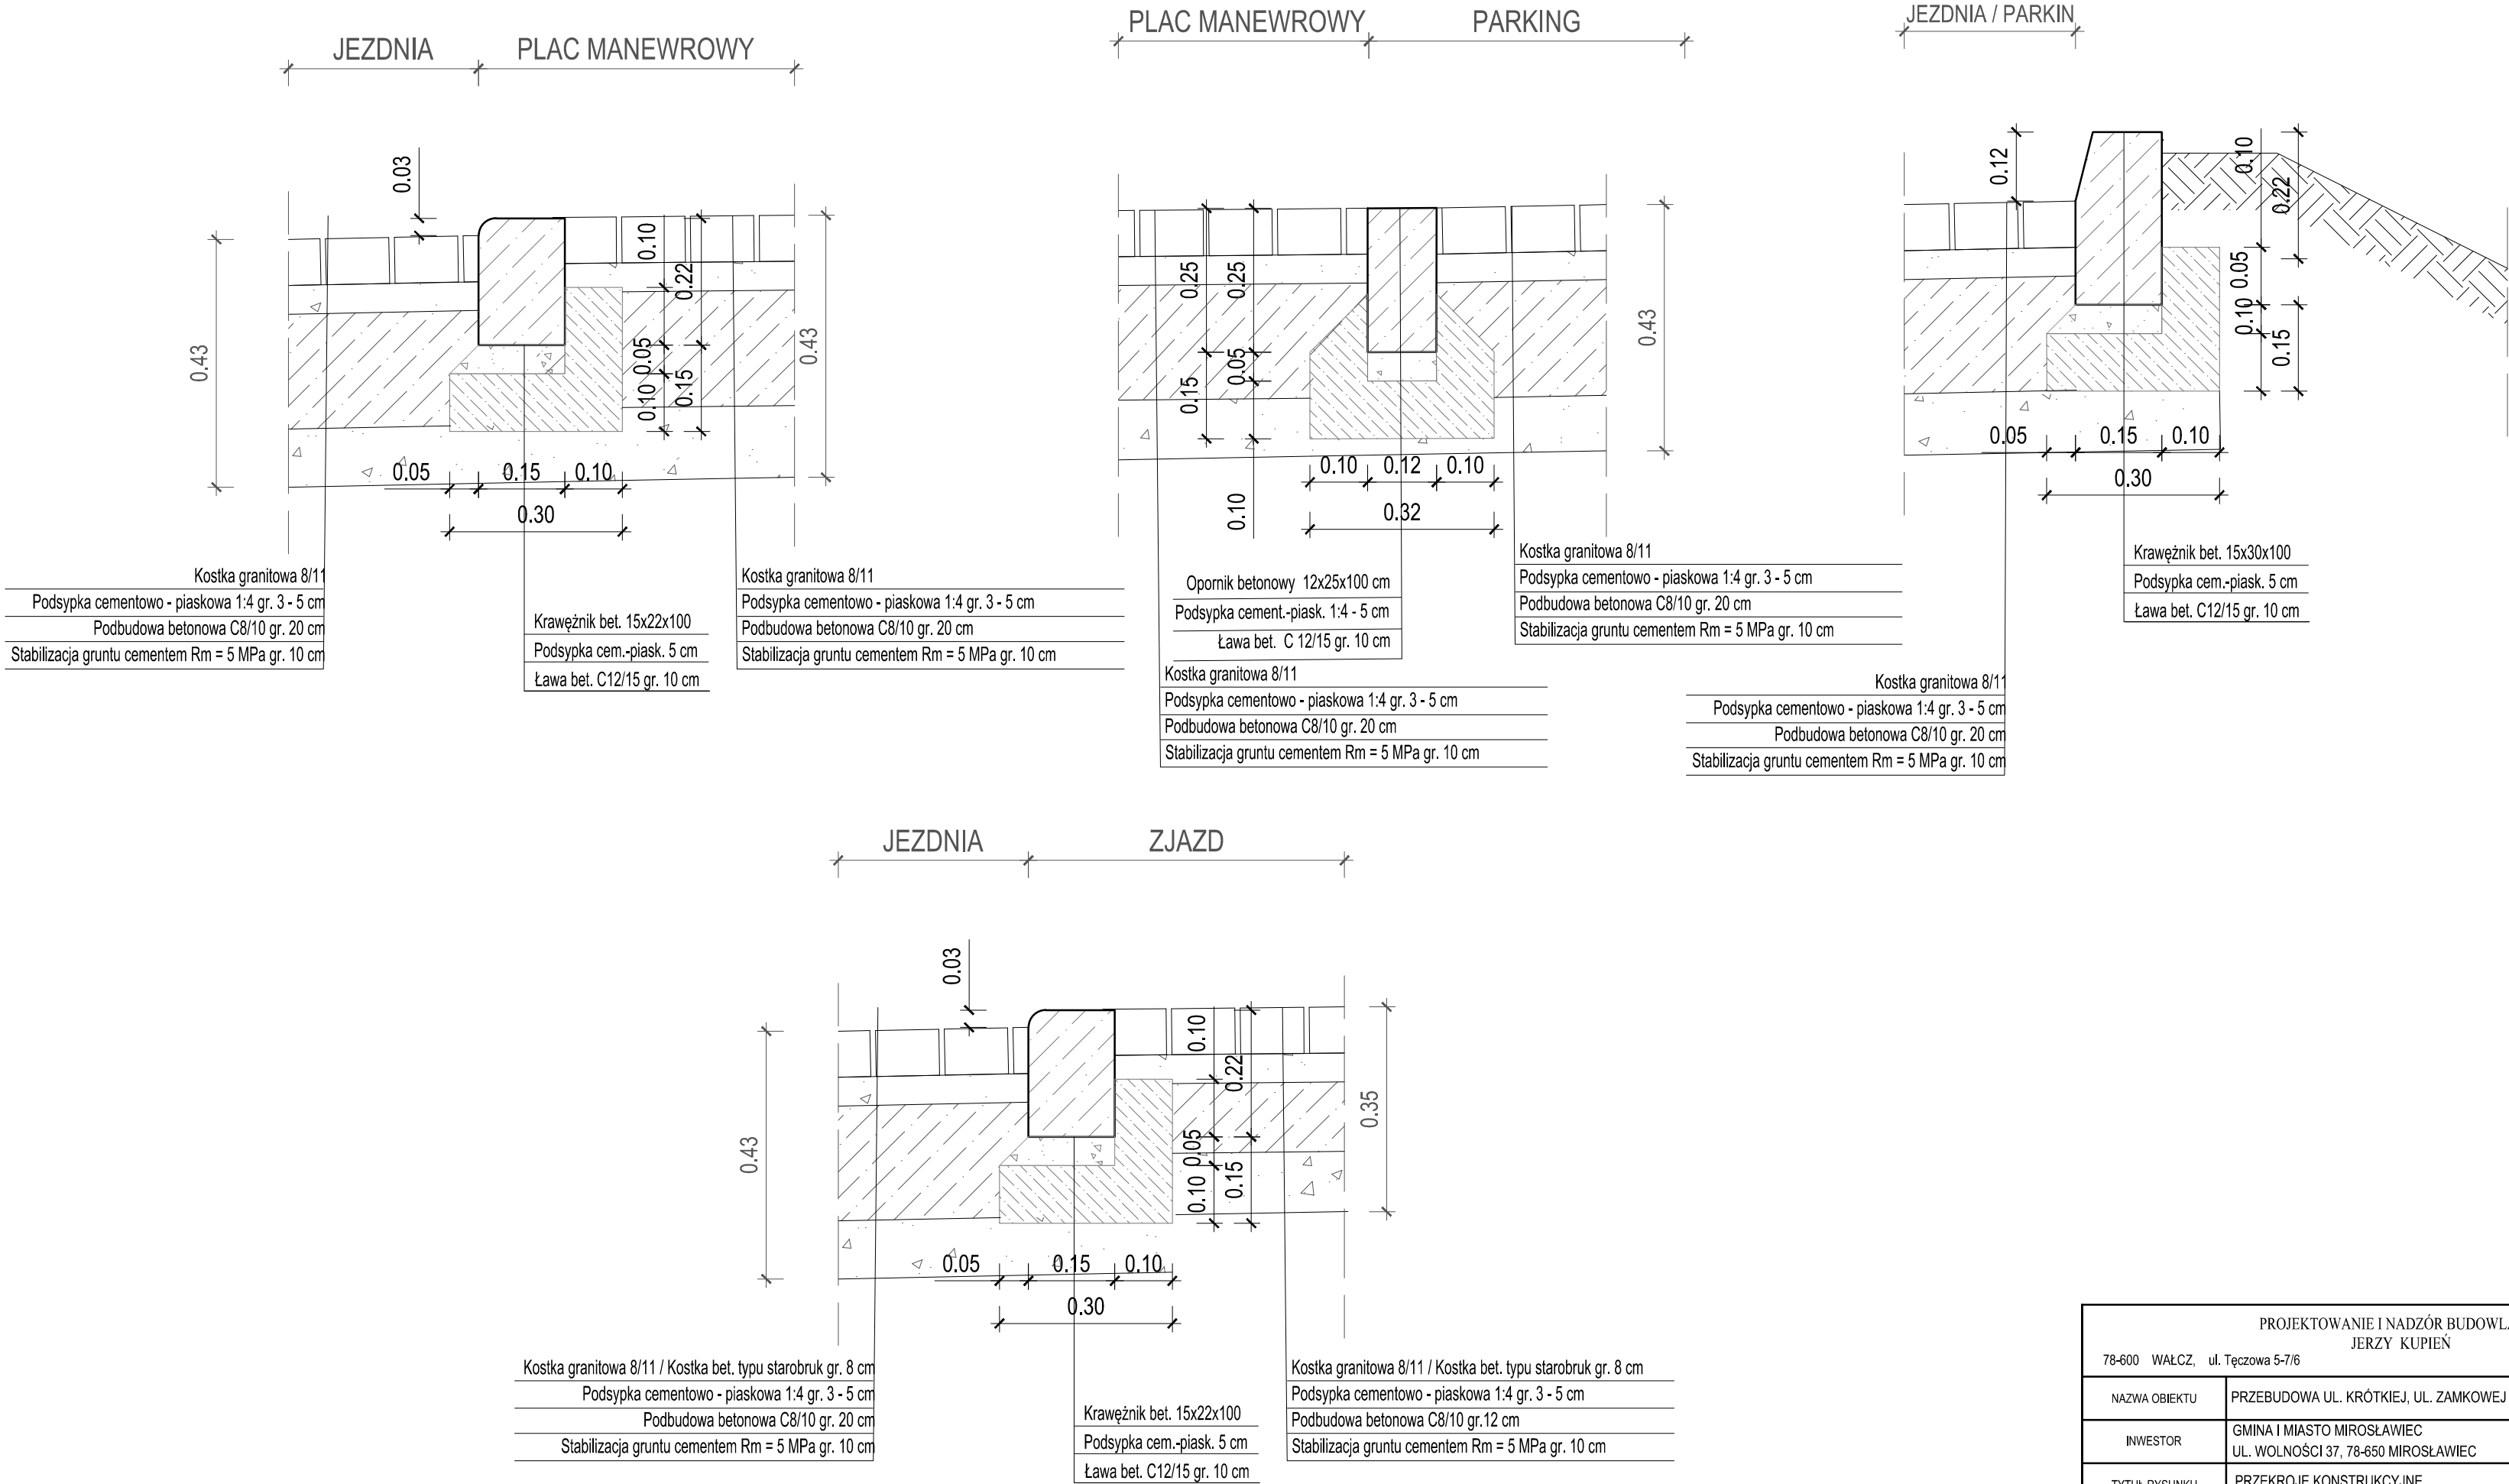 JEZDNIA
PLAC MANEWROWY
0.03
0.10
0.22
0.43
0.43
0.05
0.10
0.15
0.05
0.15
0.10
0.30
Kostka granitowa 8/11
Podsypka cementowo - piaskowa 1:4 gr. 3 - 5 cm
Podbudowa betonowa C8/10 gr. 20 cm
Stabilizacja gruntu cementem Rm = 5 MPa gr. 10 cm
Krawężnik bet. 15x22x100
Podsypka cem.-piask. 5 cm
Ława bet. C12/15 gr. 10 cm
Kostka granitowa 8/11
Podsypka cementowo - piaskowa 1:4 gr. 3 - 5 cm
Podbudowa betonowa C8/10 gr. 20 cm
Stabilizacja gruntu cementem Rm = 5 MPa gr. 10 cm
PLAC MANEWROWY
PARKING
0.25
0.25
0.43
0.15
0.05
0.10
0.10
0.12
0.10
0.32
Opornik betonowy 12x25x100 cm
Podsypka cement.-piask. 1:4 - 5 cm
Ława bet. C 12/15 gr. 10 cm
Kostka granitowa 8/11
Podsypka cementowo - piaskowa 1:4 gr. 3 - 5 cm
Podbudowa betonowa C8/10 gr. 20 cm
Stabilizacja gruntu cementem Rm = 5 MPa gr. 10 cm
Kostka granitowa 8/11
Podsypka cementowo - piaskowa 1:4 gr. 3 - 5 cm
Podbudowa betonowa C8/10 gr. 20 cm
Stabilizacja gruntu cementem Rm = 5 MPa gr. 10 cm
JEZDNIA / PARKIN
0.12
0.10
0.22
0.05
0.10
0.15
0.05
0.15
0.10
0.30
Krawężnik bet. 15x30x100
Podsypka cem.-piask. 5 cm
Ława bet. C12/15 gr. 10 cm
Kostka granitowa 8/11
Podsypka cementowo - piaskowa 1:4 gr. 3 - 5 cm
Podbudowa betonowa C8/10 gr. 20 cm
Stabilizacja gruntu cementem Rm = 5 MPa gr. 10 cm
JEZDNIA
ZJAZD
0.03
0.10
0.22
0.43
0.35
0.05
0.10
0.15
0.05
0.15
0.10
0.30
Kostka granitowa 8/11 / Kostka bet. typu starobruk gr. 8 cm
Podsypka cementowo - piaskowa 1:4 gr. 3 - 5 cm
Podbudowa betonowa C8/10 gr. 20 cm
Stabilizacja gruntu cementem Rm = 5 MPa gr. 10 cm
Krawężnik bet. 15x22x100
Podsypka cem.-piask. 5 cm
Ława bet. C12/15 gr. 10 cm
Kostka granitowa 8/11 / Kostka bet. typu starobruk gr. 8 cm
Podsypka cementowo - piaskowa 1:4 gr. 3 - 5 cm
Podbudowa betonowa C8/10 gr.12 cm
Stabilizacja gruntu cementem Rm = 5 MPa gr. 10 cm
PROJEKTOWANIE I NADZÓR
JERZY KUPIEŃ
78-600 WAŁCZ, ul. Tęczowa 5-7/6
NAZWA OBIEKTU
PRZEBUDOWA UL. KRÓTKIEJ, UL. ZAMKOWEJ
INWESTOR
GMINA I MIASTO MIROSŁAWIEC
UL. WOLNOŚCI 37, 78-650 MIROSŁAWIEC
TYTUŁ RYSUNKU
PRZEKROJE KONSTRUKCYJNE